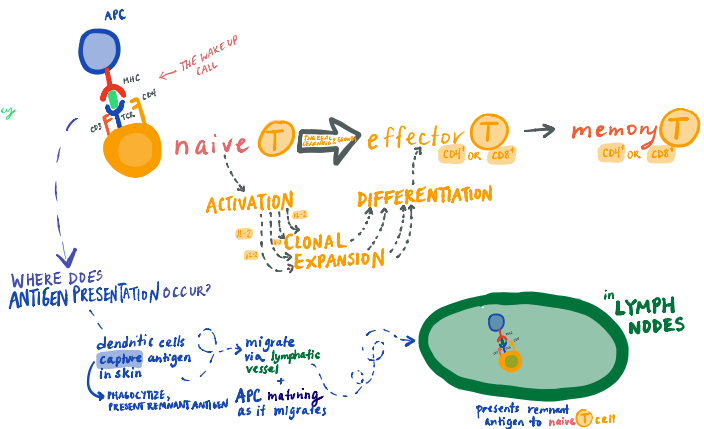 APC
THE WAKE UP
CALL
MHC
CD4
TCR
CD3
cy
naive T
effector T
CD4+ OR CD8+
memory T
CD4+ OR CD8+
ACTIVATION
IL-2
IL-2
IL-2
CLONAL
EXPANSION
DIFFERENTIATION
WHERE DOES
ANTIGEN PRESENTATION OCCUR?
dendritic cells
capture antigen
in skin
PHAGOCYTIZE,
PRESENT REMNANT ANTIGEN
migrate
via lymphatic
vessel
+
APC maturing
as it migrates
in LYMPH
NODES
presents remnant
antigen to naive T cell